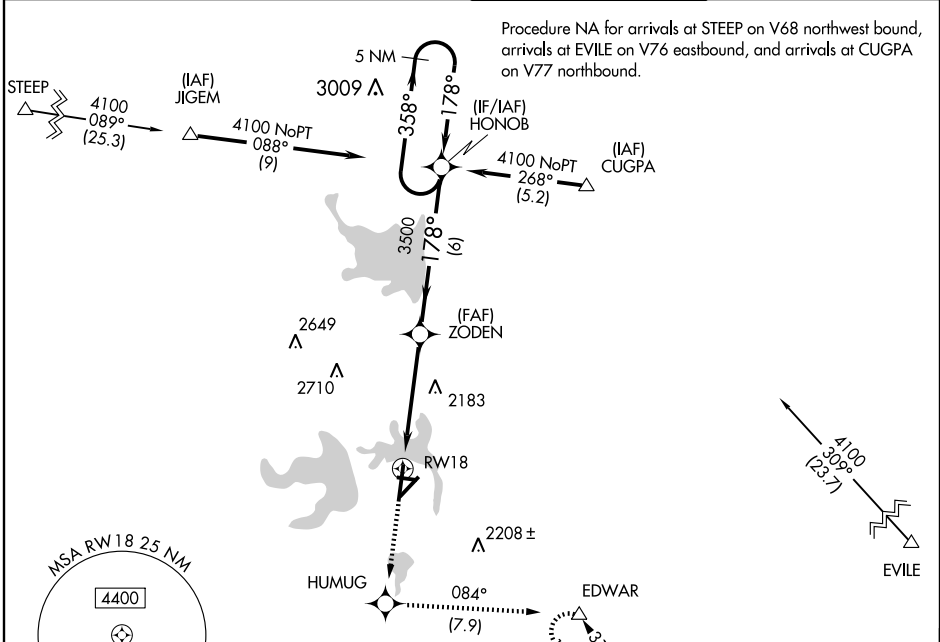 Procedure NA for arrivals at STEEP on V68 northwest bound,
arrivals at EVILE on V76 eastbound, and arrivals at CUGPA
on V77 northbound.
5 NM
3009
358°
178°
STEEP
4100
089°
(25.3)
(IAF)
JIGEM
4100 NoPT
088°
(9)
(IF/IAF)
HONOB
4100 NoPT
268°
(5.2)
(IAF)
CUGPA
3500
178°
(6)
(FAF)
ZODEN
2649
2710
2183
RW18
4100
309°
(23.7)
EVILE
2208 ±
MSA RW18 25 NM
4400
HUMUG
084°
(7.9)
EDWAR